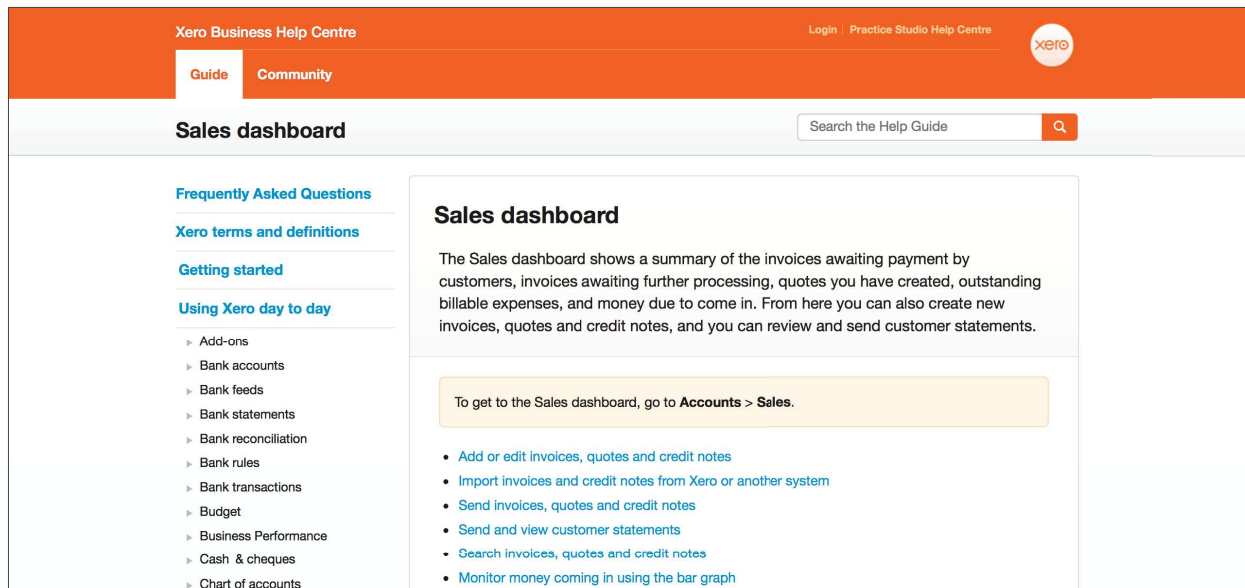 Xero Business Help Centre
Login | Practice Studio Help Centre
xero
Guide
Community
Sales dashboard
Search the Help Guide
Frequently Asked Questions
Xero terms and definitions
Getting started
Using Xero day to day
Add-ons
Bank accounts
Bank feeds
Bank statements
Bank reconciliation
Bank rules
Bank transactions
Budget
Business Performance
Cash & cheques
Chart of accounts
Sales dashboard
The Sales dashboard shows a summary of the invoices awaiting payment by
customers, invoices awaiting further processing, quotes you have created, outstanding
billable expenses, and money due to come in. From here you can also create new
invoices, quotes and credit notes, and you can review and send customer statements.
To get to the Sales dashboard, go to Accounts > Sales.
Add or edit invoices, quotes and credit notes
Import invoices and credit notes from Xero or another system
Send invoices, quotes and credit notes
Send and view customer statements
Search invoices, quotes and credit notes
Monitor money coming in using the bar graph